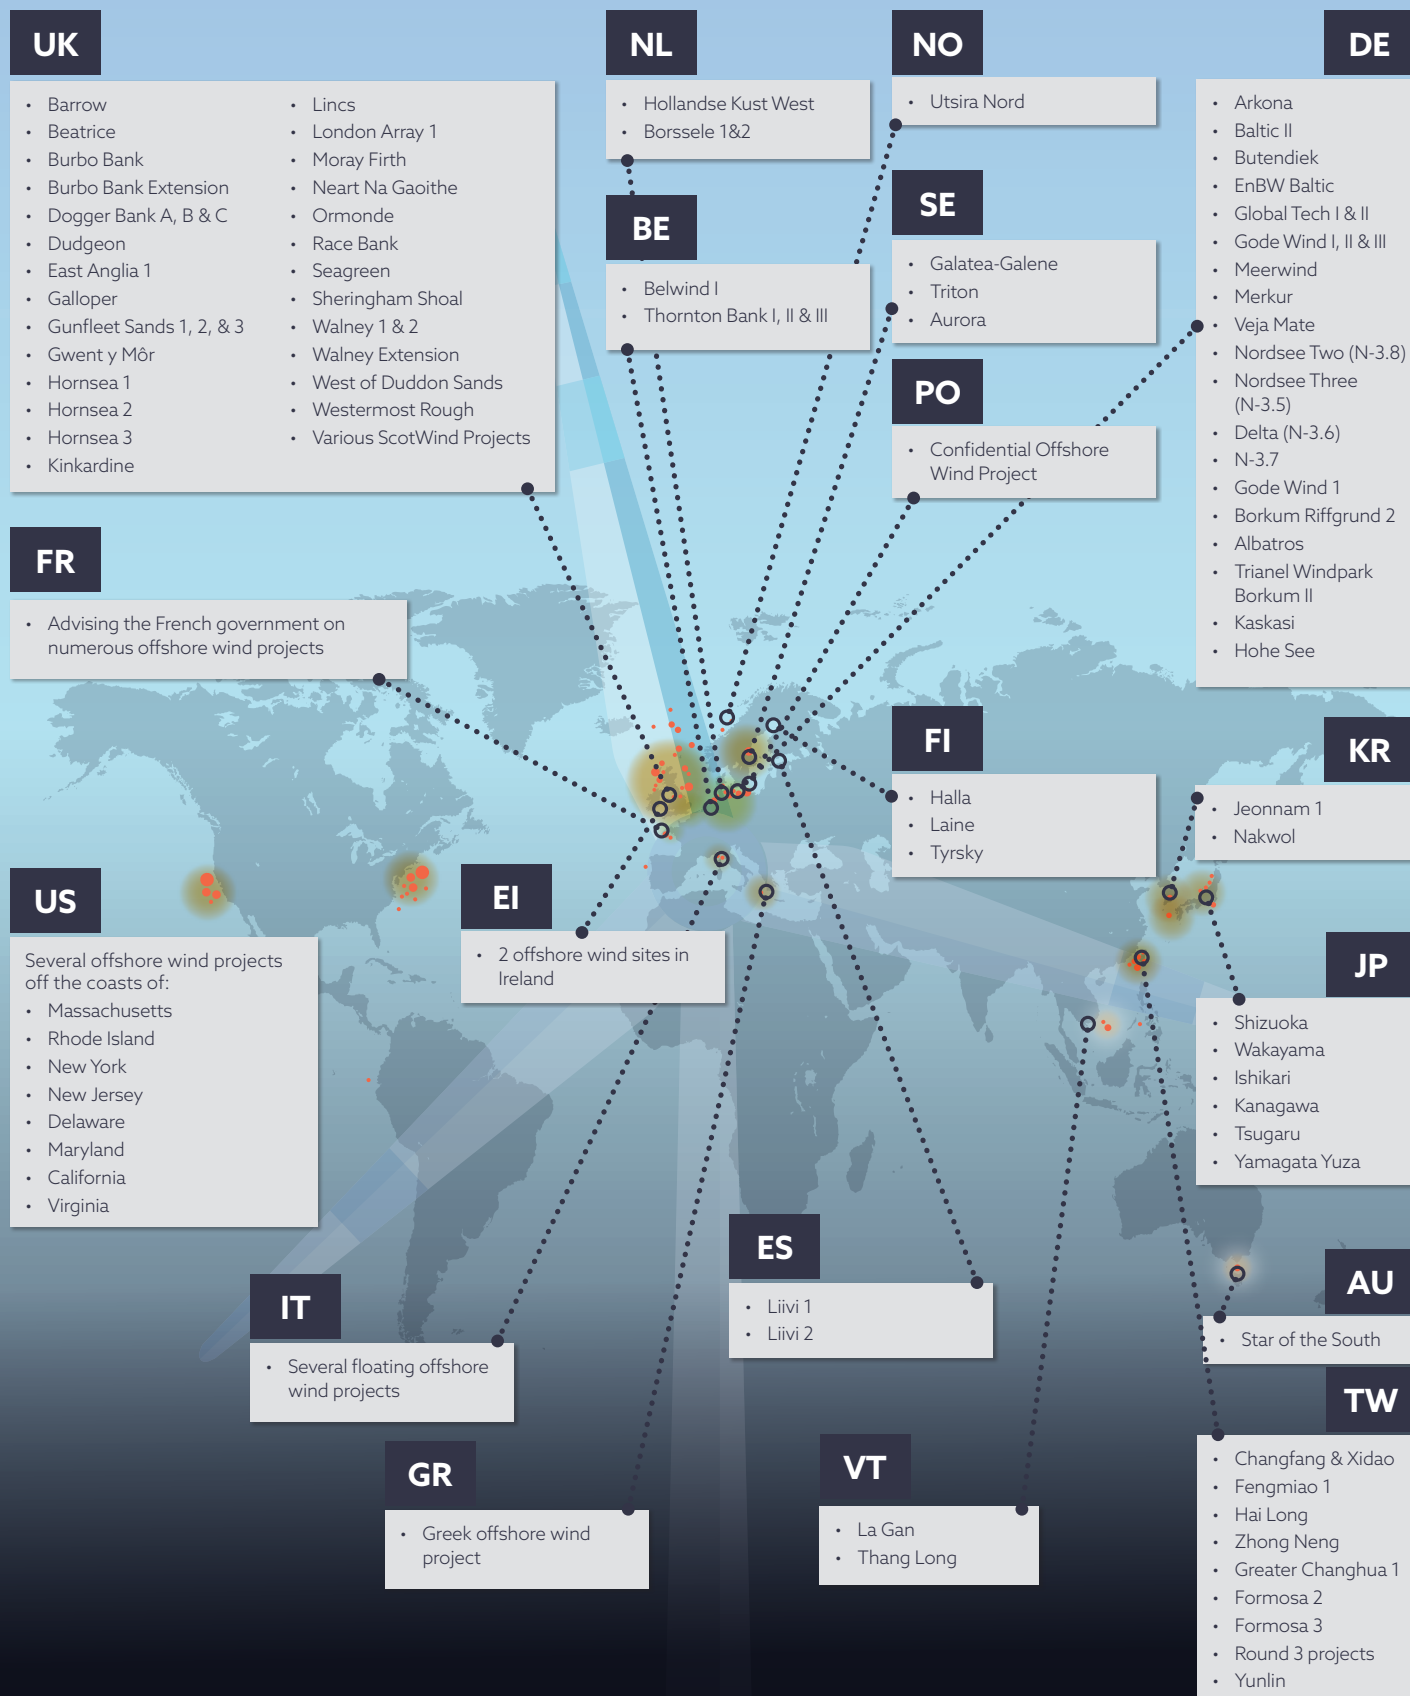 UK
Barrow
Beatrice
Burbo Bank
Burbo Bank Extension
Dogger Bank A, B & C
Dudgeon
East Anglia 1
Galloper
Gunfleet Sands 1, 2, & 3
Gwent y Môr
Hornsea 1
Hornsea 2
Hornsea 3
Kinkardine
Lincs
London Array 1
Moray Firth
Neart Na Gaoithe
Ormonde
Race Bank
Seagreen
Sheringham Shoal
Walney 1 & 2
Walney Extension
West of Duddon Sands
Westermost Rough
Various ScotWind Projects
NL
Hollandse Kust West
Borssele 1&2
BE
Belwind I
Thornton Bank I, II & III
NO
Utsira Nord
SE
Galatea-Galene
Triton
Aurora
PO
Confidential Offshore
Wind Project
DE
Arkona
Baltic II
Butendiek
EnBW Baltic
Global Tech I & II
Gode Wind I, II & III
Meerwind
Merkur
Veja Mate
Nordsee Two (N-3.8)
Nordsee Three
(N-3.5)
Delta (N-3.6)
N-3.7
Gode Wind 1
Borkum Riffgrund 2
Albatros
Trianel Windpark
Borkum II
Kaskasi
Hohe See
FR
Advising the French government on
numerous offshore wind projects
FI
Halla
Laine
Tyrsky
KR
Jeonnam 1
Nakwol
US
Several offshore wind projects
off the coasts of:
Massachusetts
Rhode Island
New York
New Jersey
Delaware
Maryland
California
Virginia
EI
2 offshore wind sites in
Ireland
JP
Shizuoka
Wakayama
Ishikari
Kanagawa
Tsugaru
Yamagata Yuza
IT
Several floating offshore
wind projects
ES
Liivi 1
Liivi 2
AU
Star of the South
GR
Greek offshore wind
project
VT
La Gan
Thang Long
TW
Changfang & Xidao
Fengmiao 1
Hai Long
Zhong Neng
Greater Changhua 1
Formosa 2
Formosa 3
Round 3 projects
Yunlin